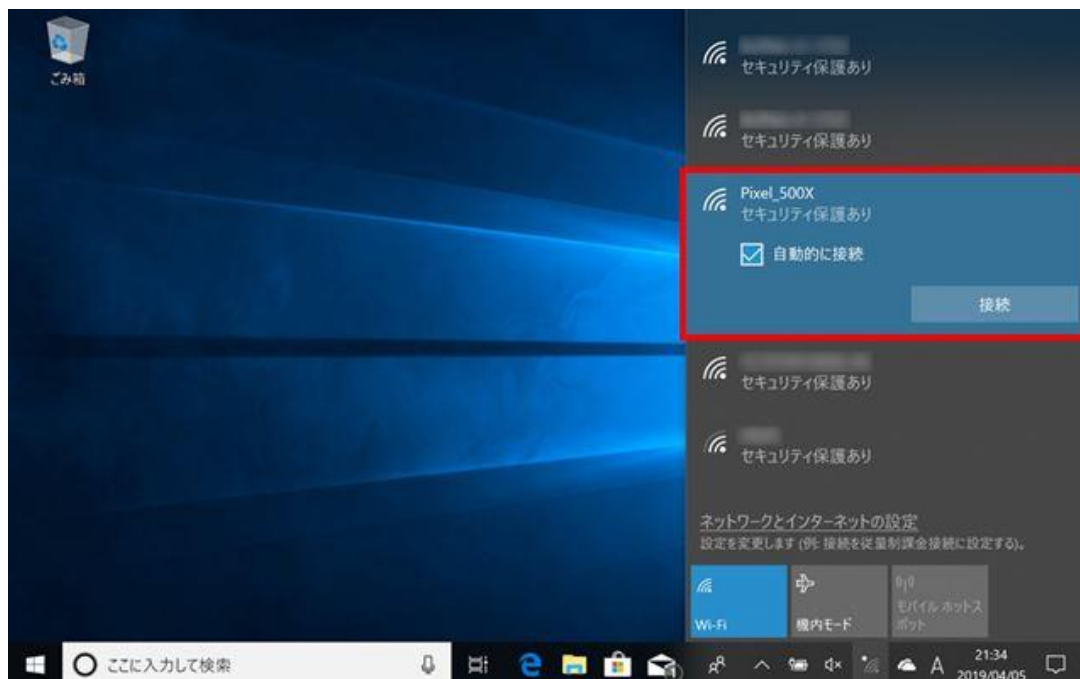 ごみ箱
セキュリティ保護あり
セキュリティ保護あり
Pixel_500X
セキュリティ保護あり
自動的に接続
接続
セキュリティ保護あり
セキュリティ保護あり
ネットワークとインターネットの設定
設定を変更します (例: 接続を従量制課金接続に設定する)。
Wi-Fi
機内モード
モバイル ホットス
ポット
ここに入力して検索
1
A
21:34
2019/04/05